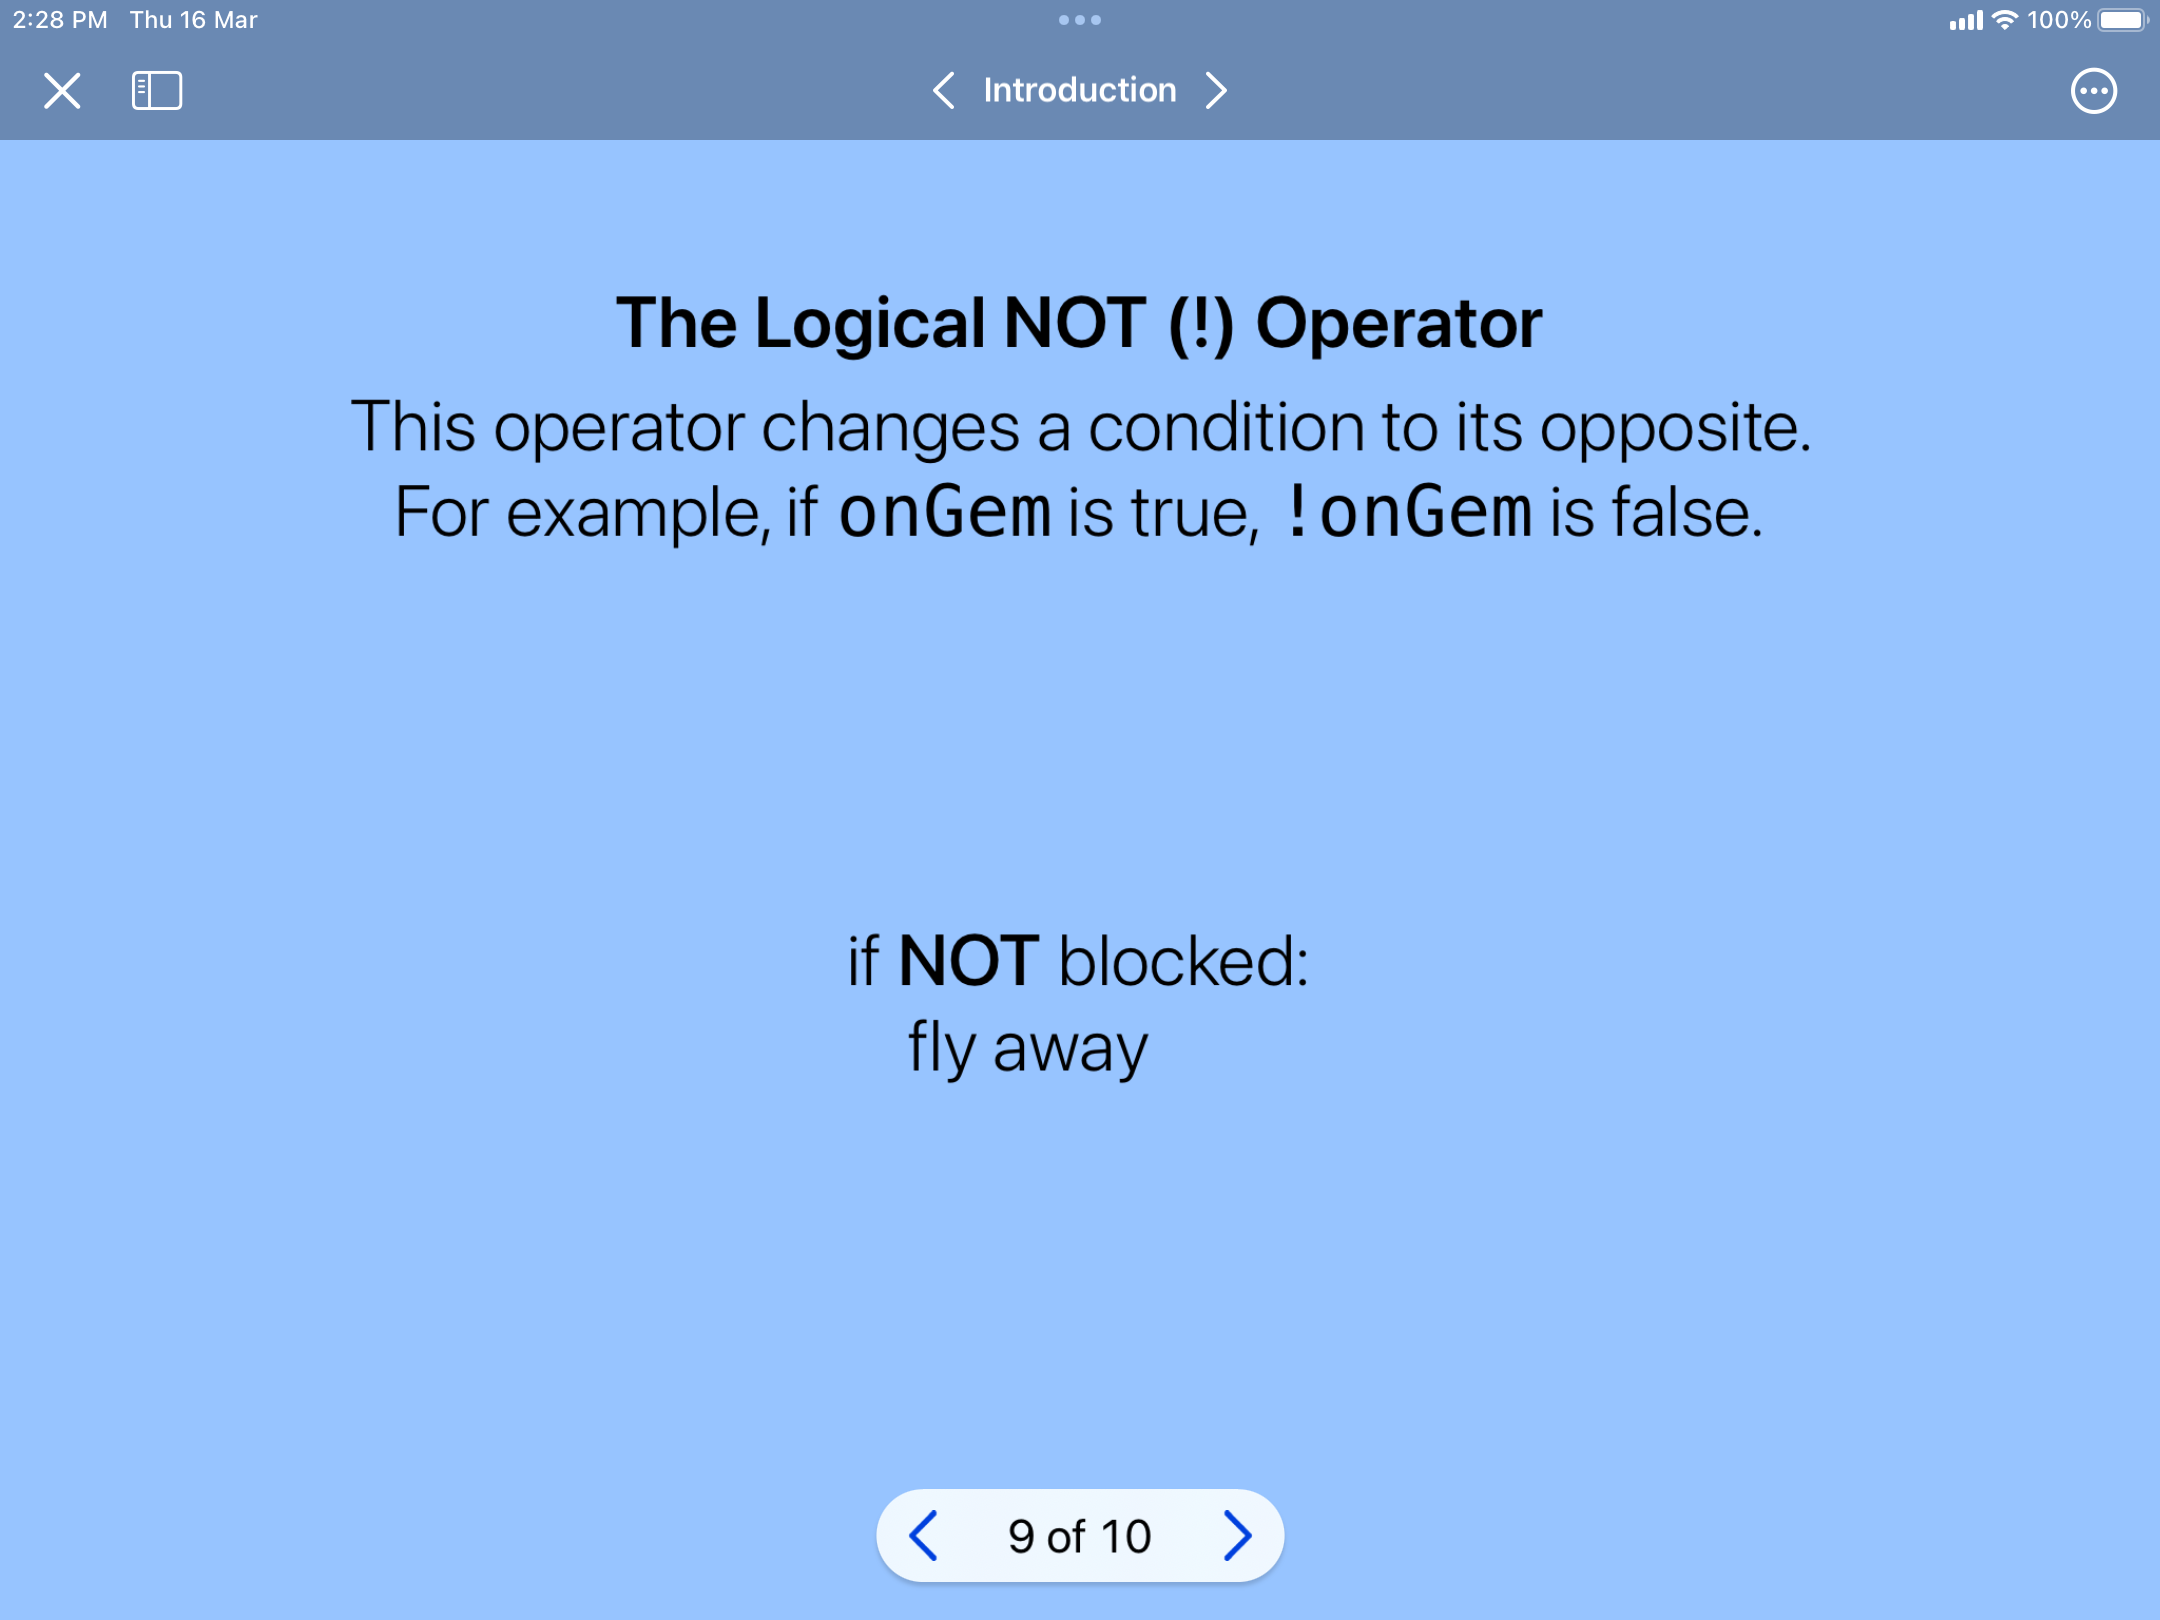 2:28 PM Thu 16 Mar
100%
Introduction
The Logical NOT (!) Operator
This operator changes a condition to its opposite.
For example, if onGem is true, !onGem is false.
if NOT blocked:
fly away
9 of 10